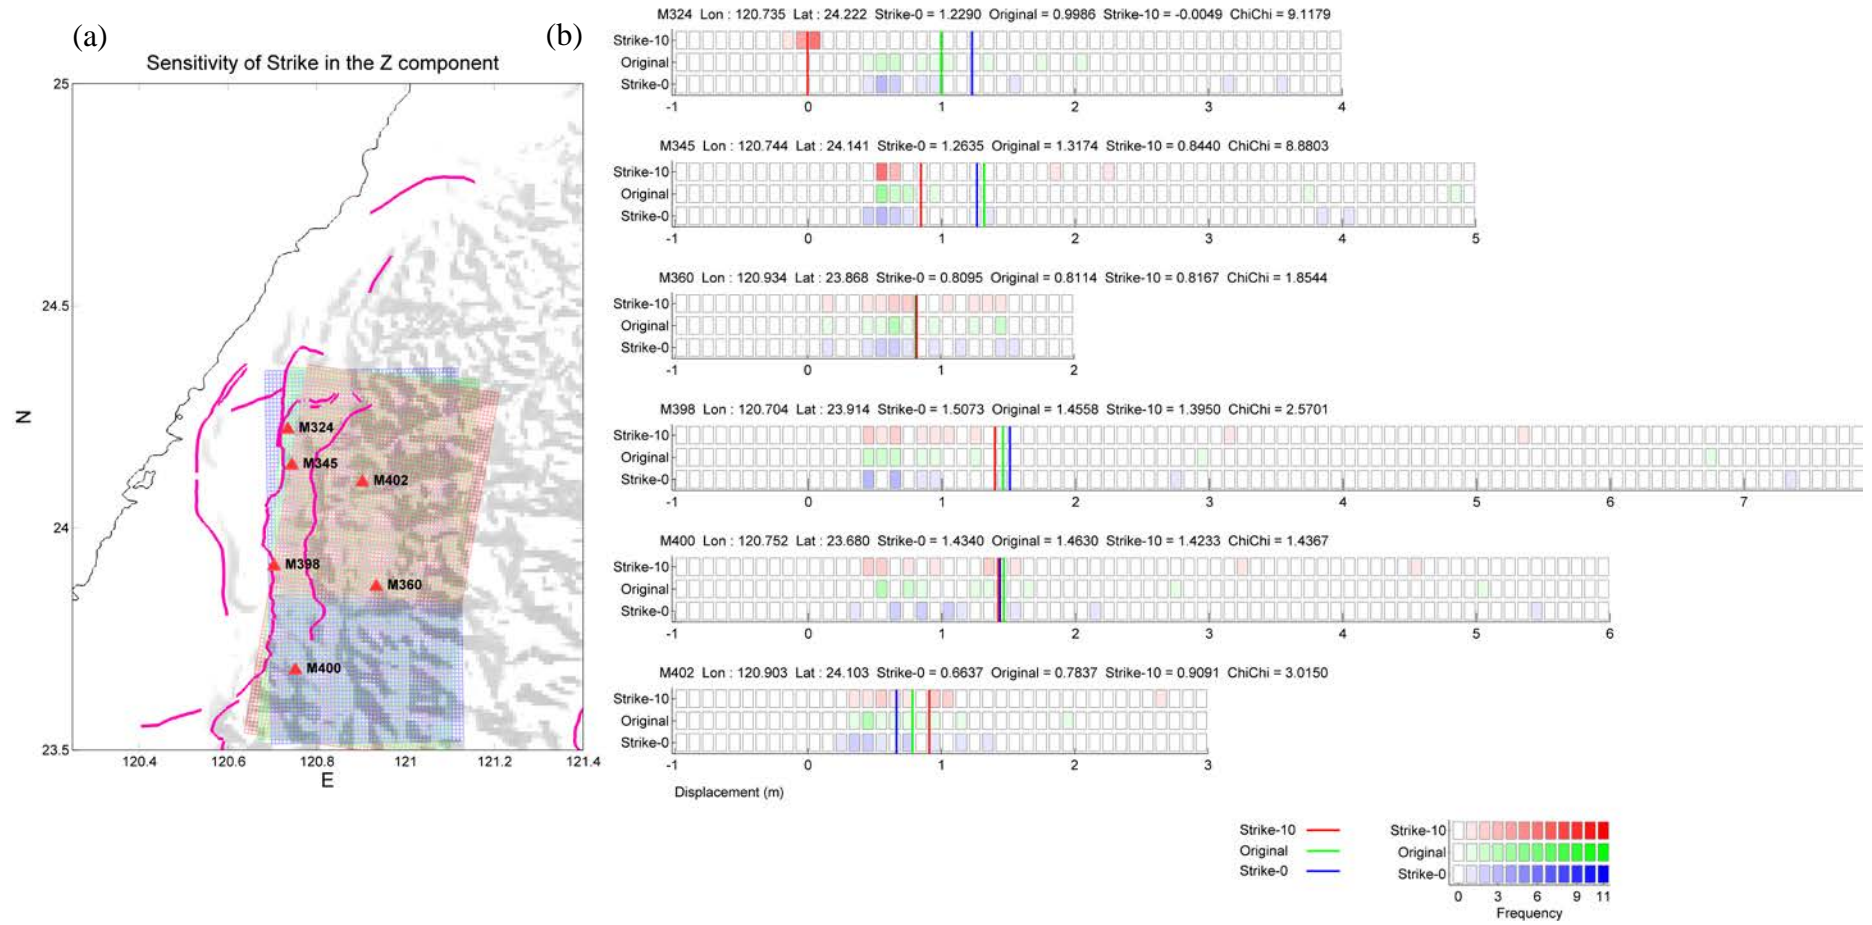 (a)
Sensitivity of Strike in the Z component
25
24.5
24
23.5
N
120.4 120.6 120.8 121 121.2 121.4
E
M324
M345
M402
M398
M360
M400
(b)
M324 Lon : 120.735 Lat : 24.222 Strike-0 = 1.2290 Original = 0.9986 Strike-10 = -0.0049 ChiChi = 9.1179
Strike-10
Original
Strike-0
-1 0 1 2 3 4
M345 Lon : 120.744 Lat : 24.141 Strike-0 = 1.2635 Original = 1.3174 Strike-10 = 0.8440 ChiChi = 8.8803
Strike-10
Original
Strike-0
-1 0 1 2 3 4 5
M360 Lon : 120.934 Lat : 23.868 Strike-0 = 0.8095 Original = 0.8114 Strike-10 = 0.8167 ChiChi = 1.8544
Strike-10
Original
Strike-0
-1 0 1 2
M398 Lon : 120.704 Lat : 23.914 Strike-0 = 1.5073 Original = 1.4558 Strike-10 = 1.3950 ChiChi = 2.5701
Strike-10
Original
Strike-0
-1 0 1 2 3 4 5 6 7
M400 Lon : 120.752 Lat : 23.680 Strike-0 = 1.4340 Original = 1.4630 Strike-10 = 1.4233 ChiChi = 1.4367
Strike-10
Original
Strike-0
-1 0 1 2 3 4 5 6
M402 Lon : 120.903 Lat : 24.103 Strike-0 = 0.6637 Original = 0.7837 Strike-10 = 0.9091 ChiChi = 3.0150
Strike-10
Original
Strike-0
-1 0 1 2 3
Displacement (m)
Strike-10
Original
Strike-0
Strike-10
Original
Strike-0
0 3 6 9 11
Frequency